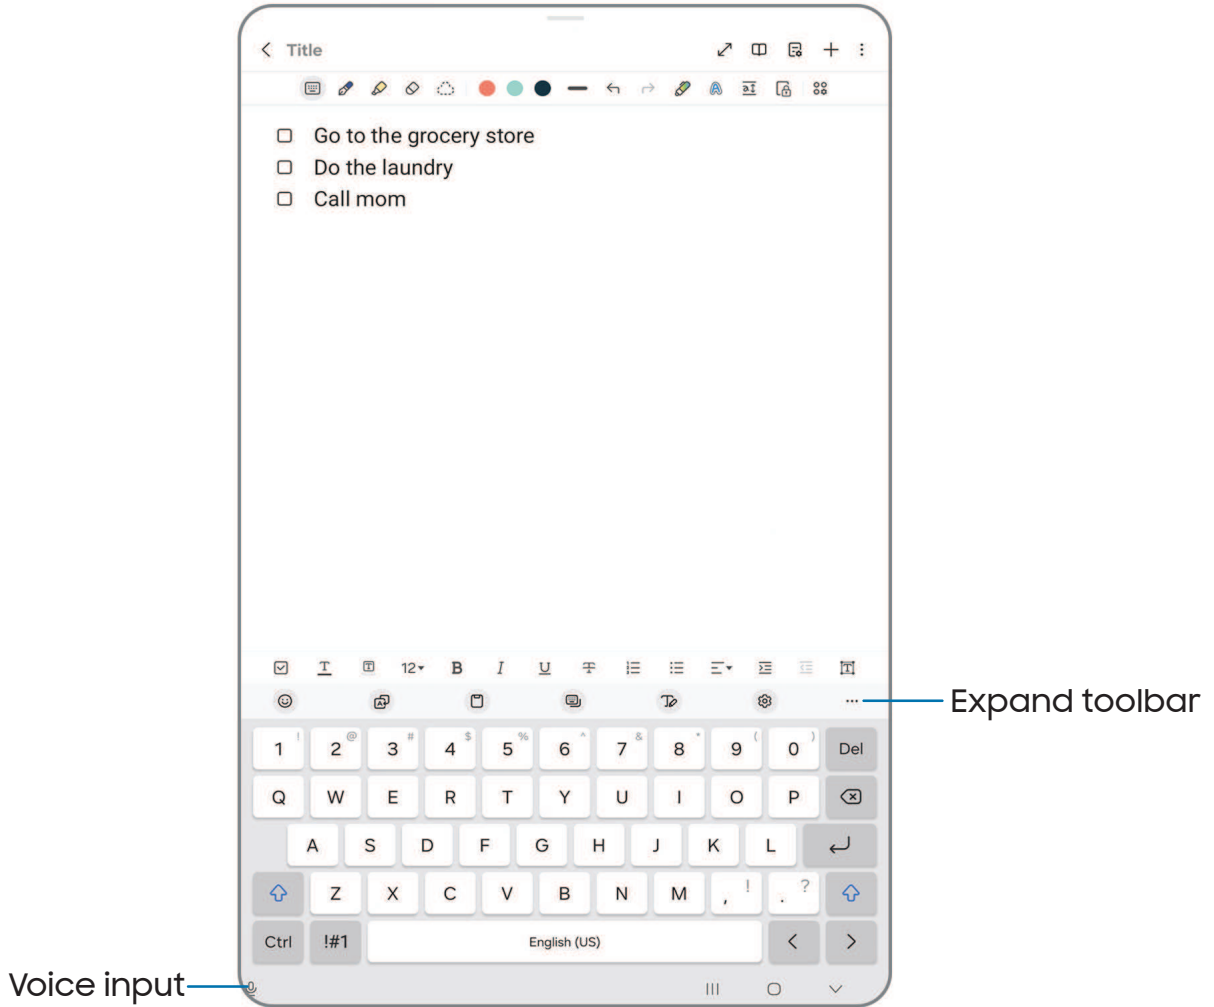 Title
Go to the grocery store
Do the laundry
Call mom
12 B I U
Expand toolbar
1 ! 2 @ 3 # 4 $ 5 % 6 ^ 7 & 8 * 9 ( 0 ) Del
Q W E R T Y U I O P
A S D F G H J K L
Z X C V B N M , ! . ?
Ctrl !#1 English (US) < >
Voice input